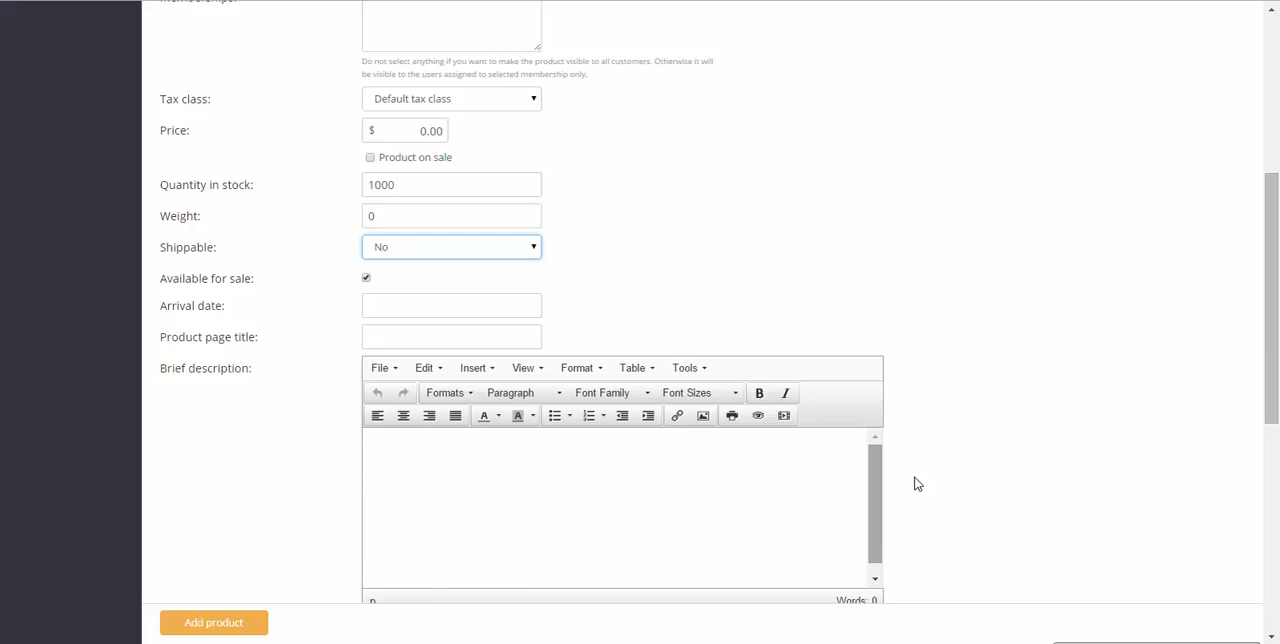 Memberships:
Do not select anything if you want to make the product visible to all customers. Otherwise it will
be visible to the users assigned to selected membership only.
Tax class: Default tax class
Price: $ 0.00
Product on sale
Quantity in stock: 1000
Weight: 0
Shippable: No
Available for sale:
Arrival date:
Product page title:
Brief description: File Edit Insert View Format Table Tools
Formats Paragraph Font Family Font Sizes B I
A A
p Words: 0
Add product